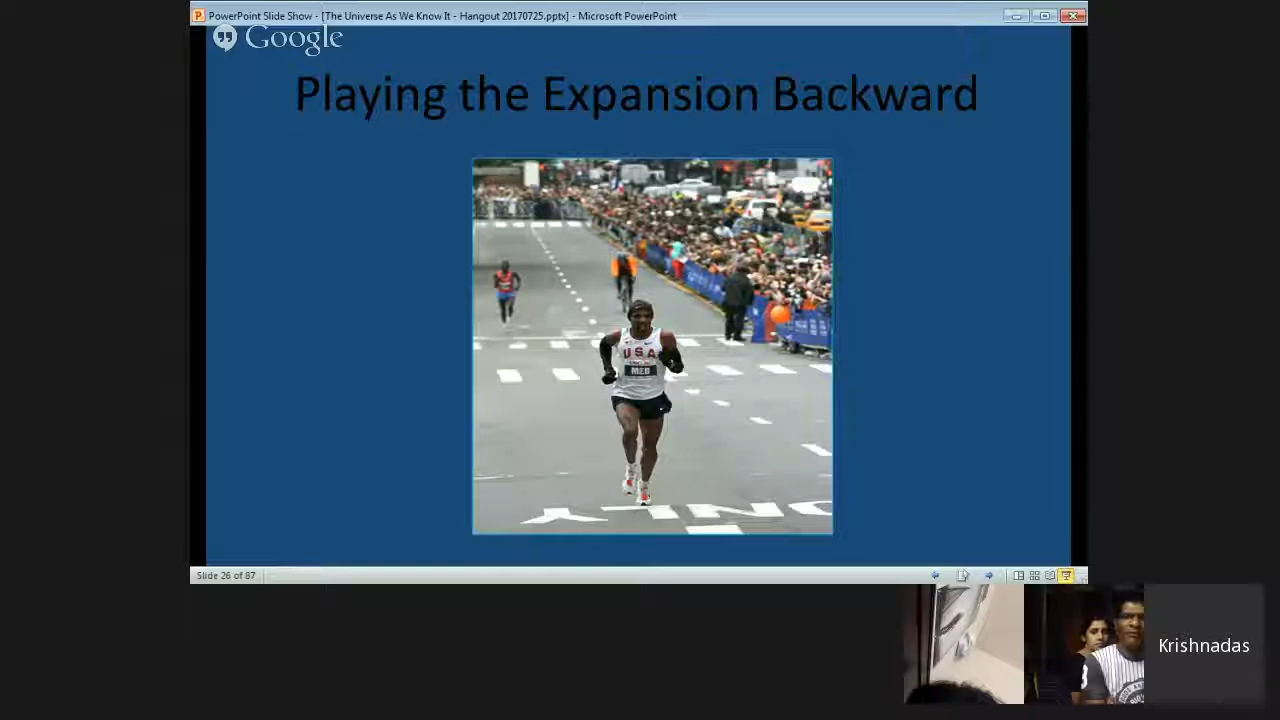 PowerPoint Slide Show - [The Universe As We Know It - Hangout 20170725.pptx] - Microsoft PowerPoint
Google
Playing the Expansion Backward
USA
MEB
ONLY
Slide 26 of 87
Krishnadas